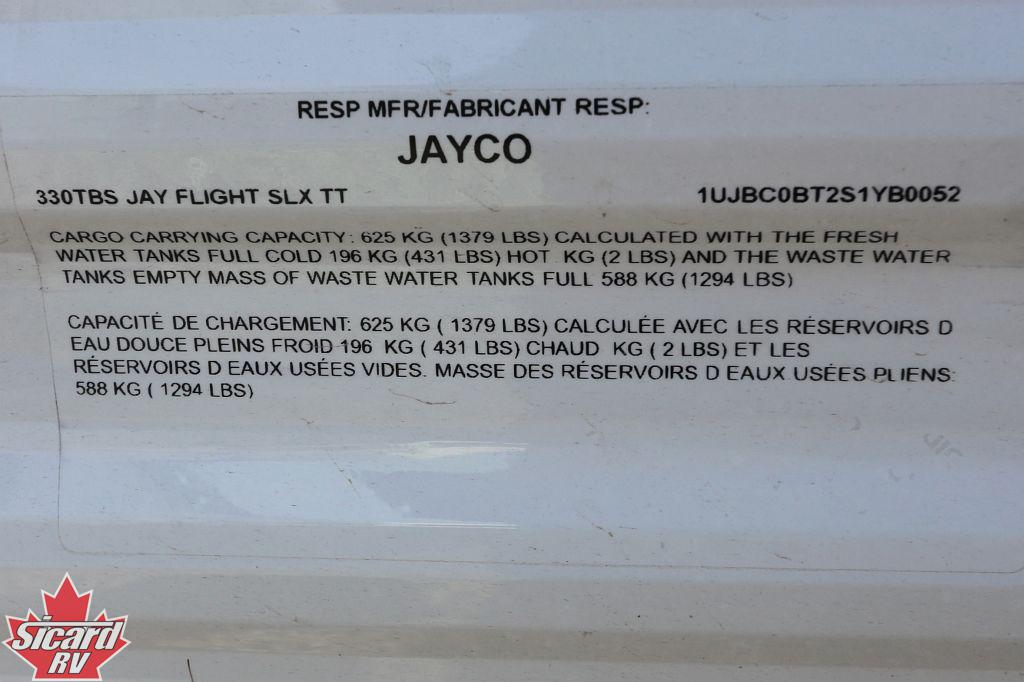 RESP MFR/FABRICANT RESP:
JAYCO
330TBS JAY FLIGHT SLX TT 1UJBC0BT2S1YB0052
CARGO CARRYING CAPACITY: 625 KG (1379 LBS) CALCULATED WITH THE FRESH
WATER TANKS FULL COLD 196 KG (431 LBS) HOT KG (2 LBS) AND THE WASTE WATER
TANKS EMPTY MASS OF WASTE WATER TANKS FULL 588 KG (1294 LBS)
CAPACITÉ DE CHARGEMENT: 625 KG ( 1379 LBS) CALCULÉE AVEC LES RÉSERVOIRS D
EAU DOUCE PLEINS FROID 196 KG ( 431 LBS) CHAUD KG ( 2 LBS) ET LES
RÉSERVOIRS D EAUX USÉES VIDES. MASSE DES RÉSERVOIRS D EAUX USÉES PLIENS:
588 KG ( 1294 LBS)
Sicard
RV